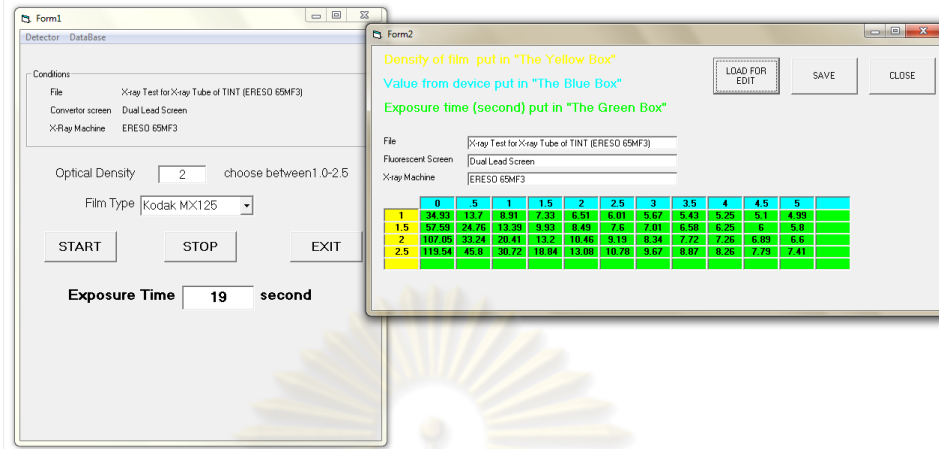 Form1
Detector DataBase
Conditions
File X-ray Test for X-ray Tube of TINT (ERESO 65MF3)
Convertor screen Dual Lead Screen
X-Ray Machine ERESO 65MF3
Optical Density 2 choose between1.0-2.5
Film Type Kodak MX125
START STOP EXIT
Exposure Time 19 second
Form2
Density of film put in "The Yellow Box"
Value from device put in "The Blue Box"
Exposure time (second) put in "The Green Box"
LOAD FOR
EDIT
SAVE
CLOSE
File X-ray Test for X-ray Tube of TINT (ERESO 65MF3)
Fluorescent Screen Dual Lead Screen
X-ray Machine ERESO 65MF3
0 .5 1 1.5 2 2.5 3 3.5 4 4.5 5
1 34.93 13.7 8.91 7.33 6.51 6.01 5.67 5.43 5.25 5.1 4.99
1.5 57.59 24.76 13.39 9.93 8.49 7.6 7.01 6.58 6.25 6 5.8
2 107.05 33.24 20.41 13.2 10.46 9.19 8.34 7.72 7.26 6.89 6.6
2.5 119.54 45.8 30.72 18.84 13.08 10.78 9.67 8.87 8.26 7.79 7.41